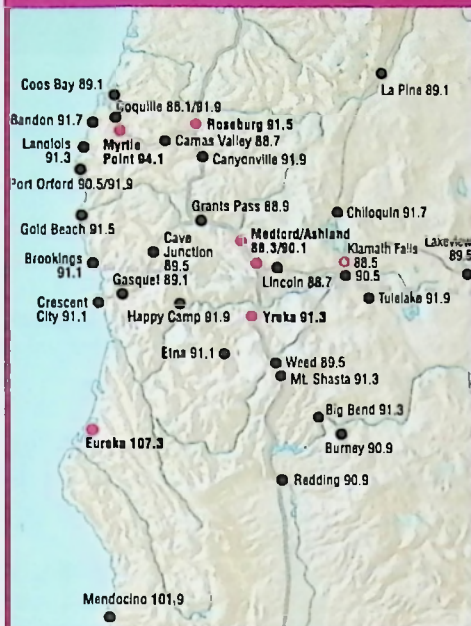 Coos Bay 89.1
La Pine 89.1
Coquille 88.1/91.9
Bandon 91.7
Roseburg 91.5
Langlois
91.3
Myrtle
Point 94.1
Camas Valley 88.7
Canyonville 91.9
Port Orford 90.5/91.9
Grants Pass 88.9
Chiloquin 91.7
Gold Beach 91.5
Medford/Ashland
88.3/90.1
Cave
Junction
89.5
Klamath Falls
88.5
90.5
Lakeview
89.5
Brookings
91.1
Gasquet 89.1
Lincoln 88.7
Crescent
City 91.1
Happy Camp 91.9
Tulelake 91.9
Yreka 91.3
Etna 91.1
Weed 89.5
Mt. Shasta 91.3
Big Bend 91.3
Burney 90.9
Eureka 107.3
Redding 90.9
Mendocino 101.9